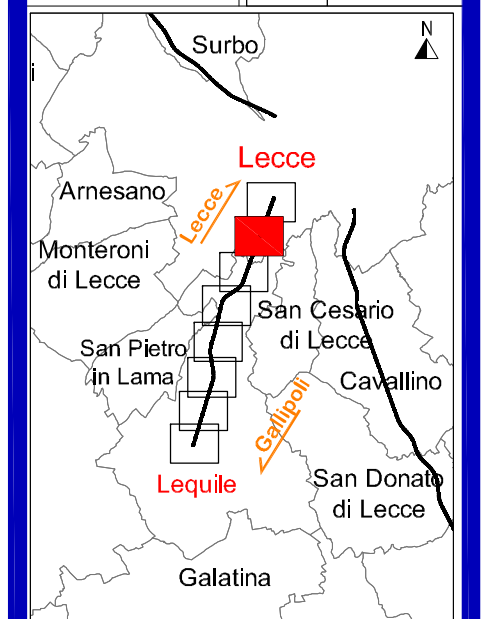 N
Surbo
i
Lecce
Arnesano
Lecce
Monteroni
di Lecce
San Cesario
di Lecce
San Pietro
in Lama
Cavallino
Gallipoli
Lequile
San Donato
di Lecce
Galatina